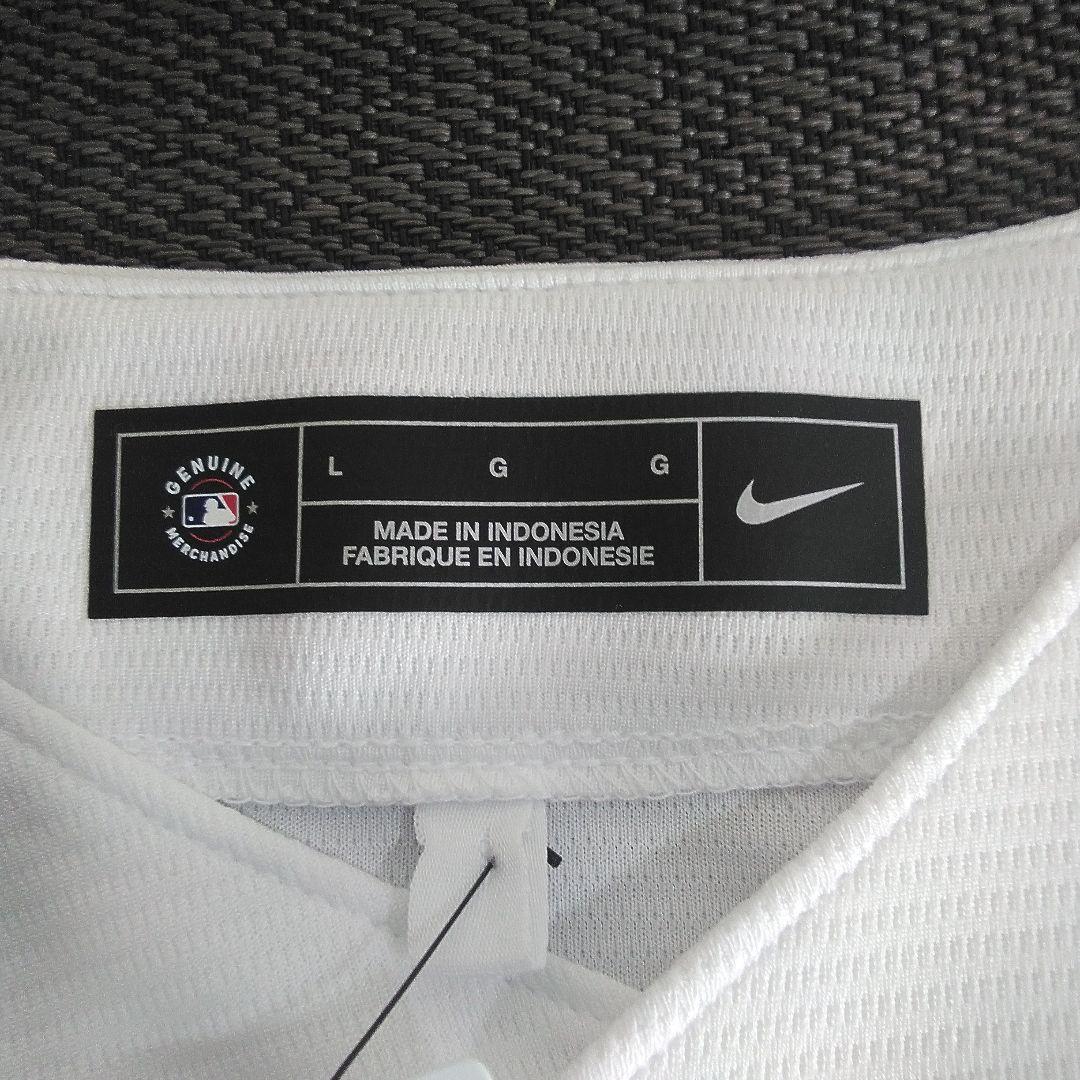 GENUINE
MERCHANDISE
L G G
MADE IN INDONESIA
FABRIQUE EN INDONESIE